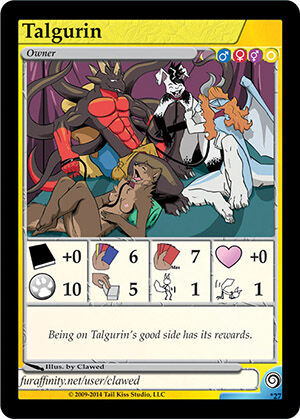 Talgurin
Owner
+0 6 7 +0
Max
10 5 1 1
Being on Talgurin's good side has its rewards.
Illus. by Clawed
furaffinity.net/user/clawed
© 2009-2014 Tail Kiss Studio, LLC